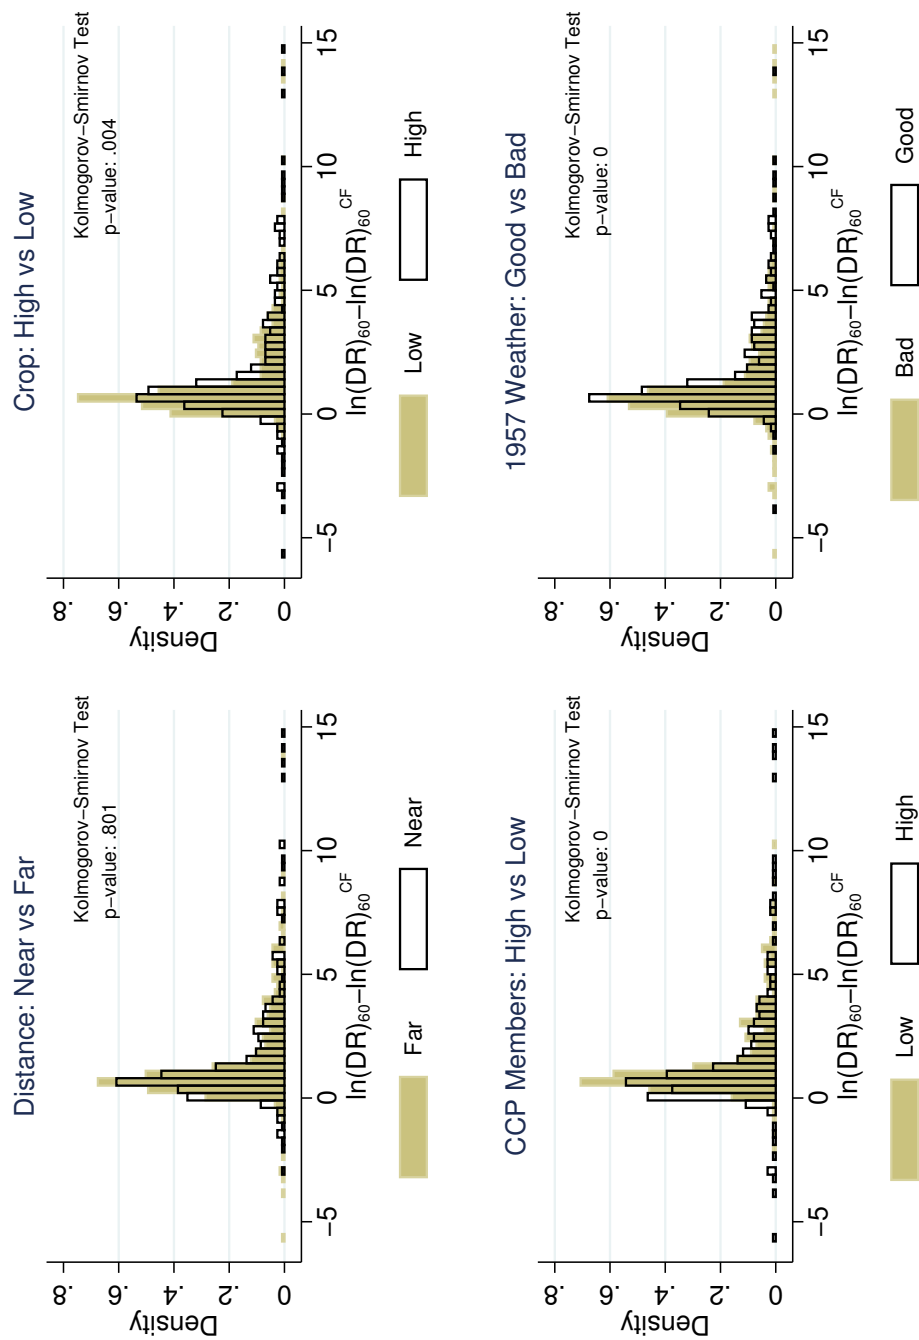 Distance: Near vs Far
Kolmogorov−Smirnov Test
p−value: .801
Density
0 .2 .4 .6 .8
−5 0 5 10 15
ln(DR)60−ln(DR)60CF
Far Near
Crop: High vs Low
Kolmogorov−Smirnov Test
p−value: .004
Density
0 .2 .4 .6 .8
−5 0 5 10 15
ln(DR)60−ln(DR)60CF
Low High
CCP Members: High vs Low
Kolmogorov−Smirnov Test
p−value: 0
Density
0 .2 .4 .6 .8
−5 0 5 10 15
ln(DR)60−ln(DR)60CF
Low High
1957 Weather: Good vs Bad
Kolmogorov−Smirnov Test
p−value: 0
Density
0 .2 .4 .6 .8
−5 0 5 10 15
ln(DR)60−ln(DR)60CF
Bad Good